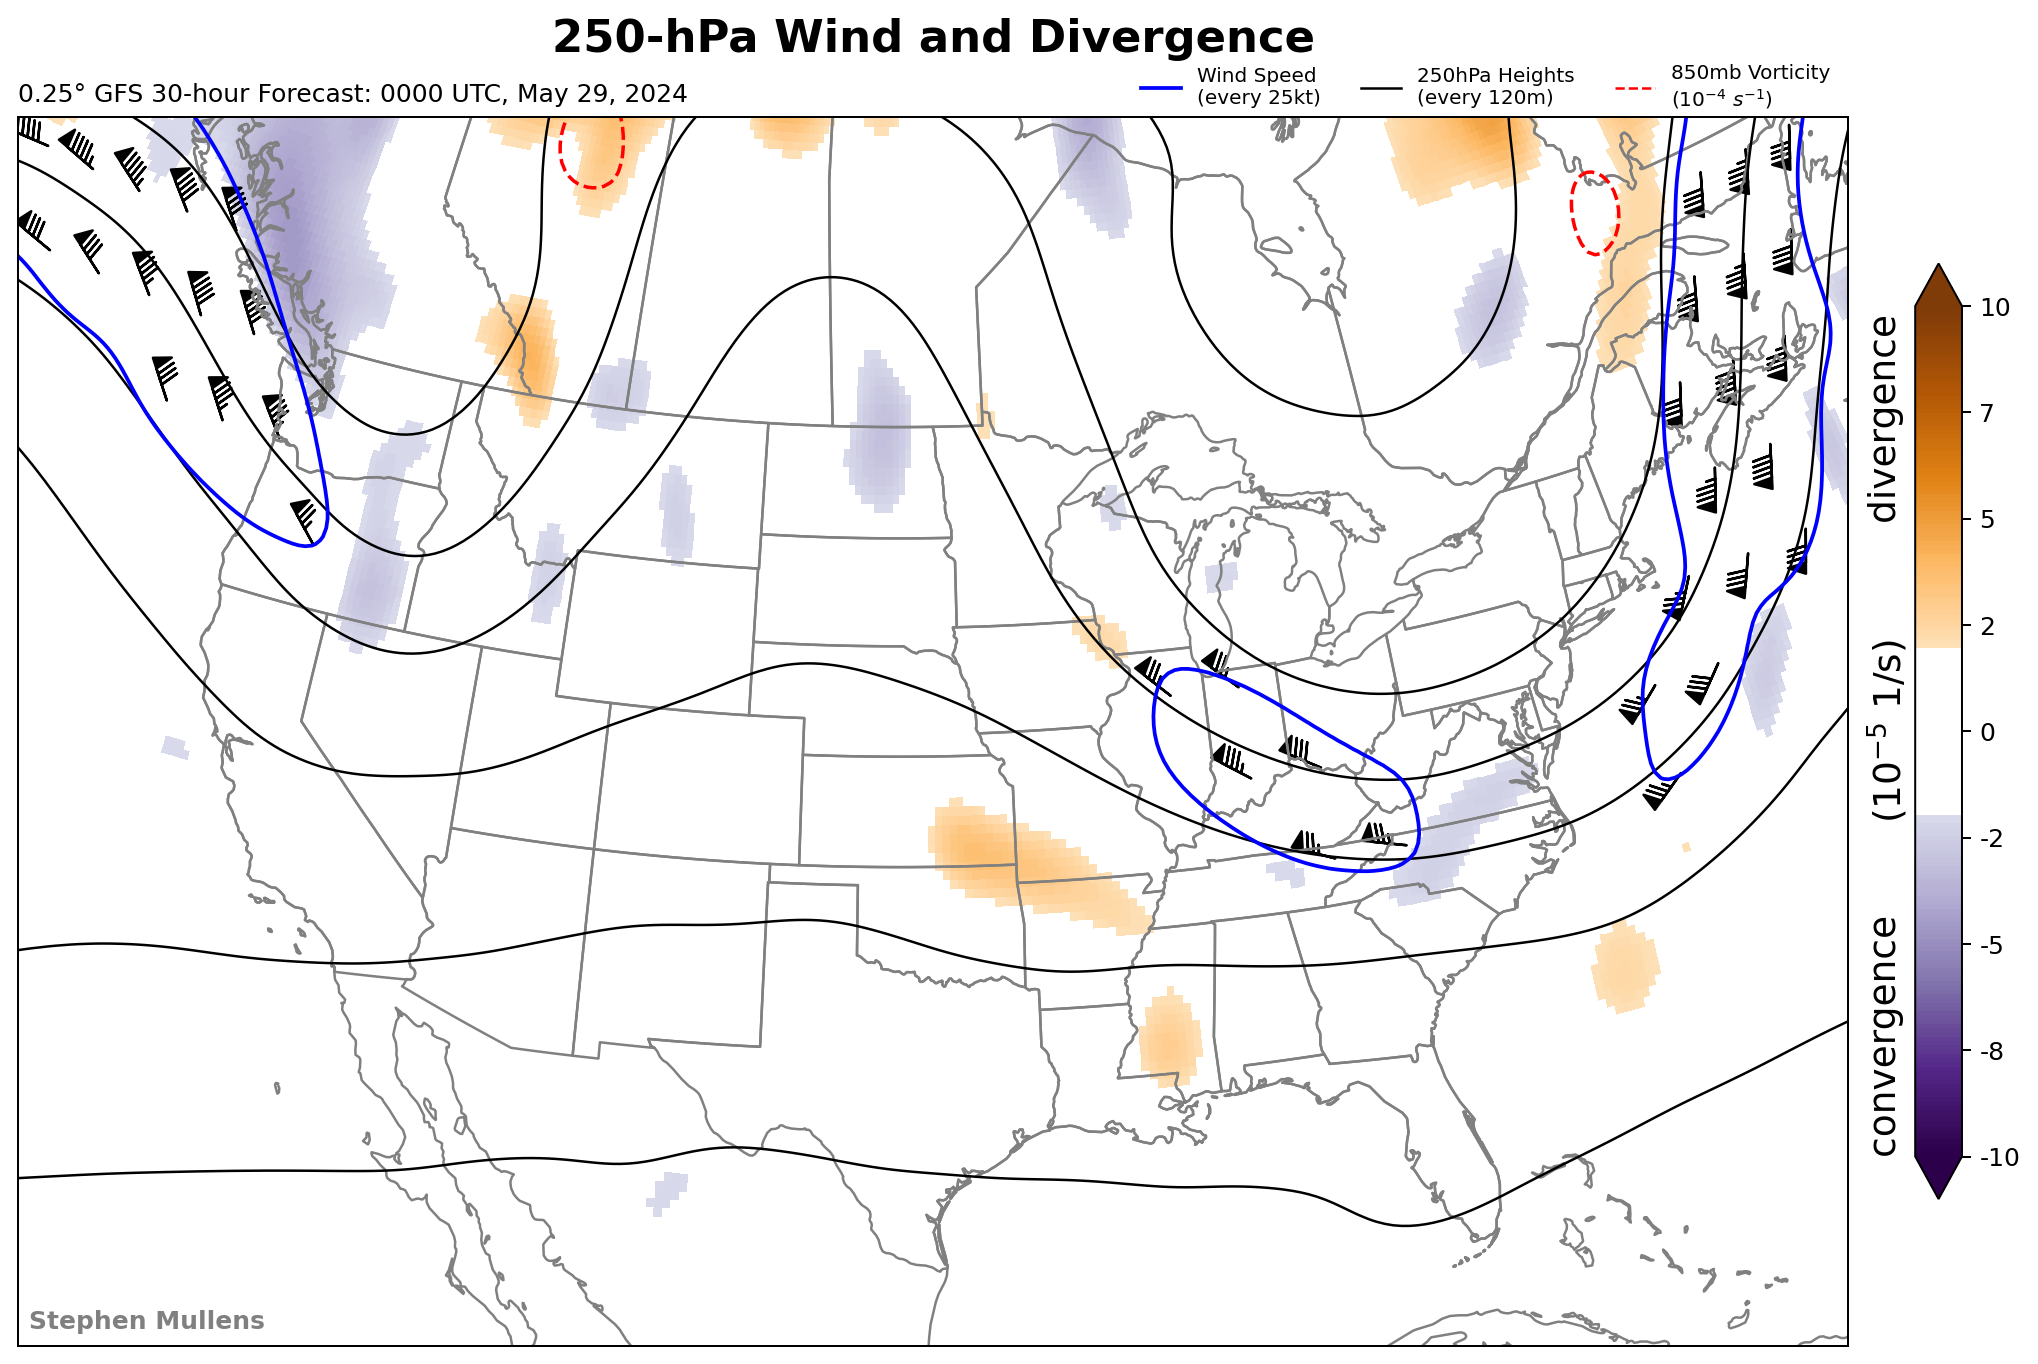 250-hPa Wind and Divergence
0.25° GFS 30-hour Forecast: 0000 UTC, May 29, 2024
Wind Speed
(every 25kt)
250hPa Heights
(every 120m)
850mb Vorticity
(10⁻⁴ s⁻¹)
10
7
5
2
0
-2
-5
-8
-10
convergence (10⁻⁵ 1/s) divergence
Stephen Mullens